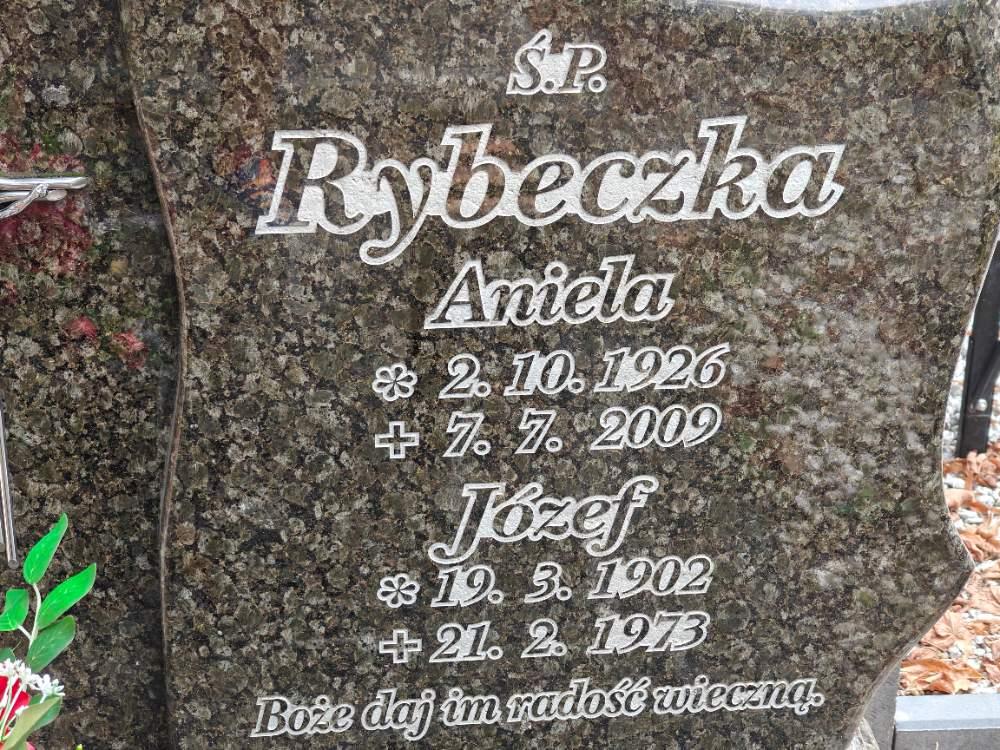 Ś.P.
Rybeczka
Aniela
* 2. 10. 1926
+ 7. 7. 2009
Józef
* 19. 3. 1902
+ 21. 2. 1973
Boże daj im radość wieczną.